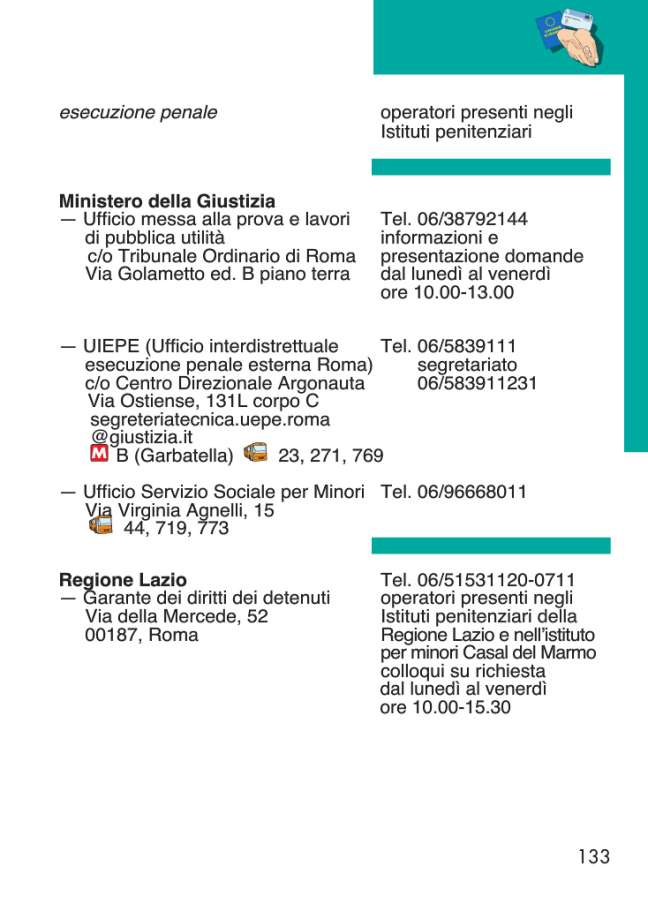 esecuzione penale
operatori presenti negli
Istituti penitenziari
Ministero della Giustizia
— Ufficio messa alla prova e lavori
di pubblica utilità
c/o Tribunale Ordinario di Roma
Via Golametto ed. B piano terra
Tel. 06/38792144
informazioni e
presentazione domande
dal lunedì al venerdì
ore 10.00-13.00
— UIEPE (Ufficio interdistrettuale
esecuzione penale esterna Roma)
c/o Centro Direzionale Argonauta
Via Ostiense, 131L corpo C
segreteriatecnica.uepe.roma
@giustizia.it
M B (Garbatella) 23, 271, 769
Tel. 06/5839111
segretariato
06/583911231
— Ufficio Servizio Sociale per Minori
Via Virginia Agnelli, 15
44, 719, 773
Tel. 06/96668011
Regione Lazio
— Garante dei diritti dei detenuti
Via della Mercede, 52
00187, Roma
Tel. 06/51531120-0711
operatori presenti negli
Istituti penitenziari della
Regione Lazio e nell'istituto
per minori Casal del Marmo
colloqui su richiesta
dal lunedì al venerdì
ore 10.00-15.30
133